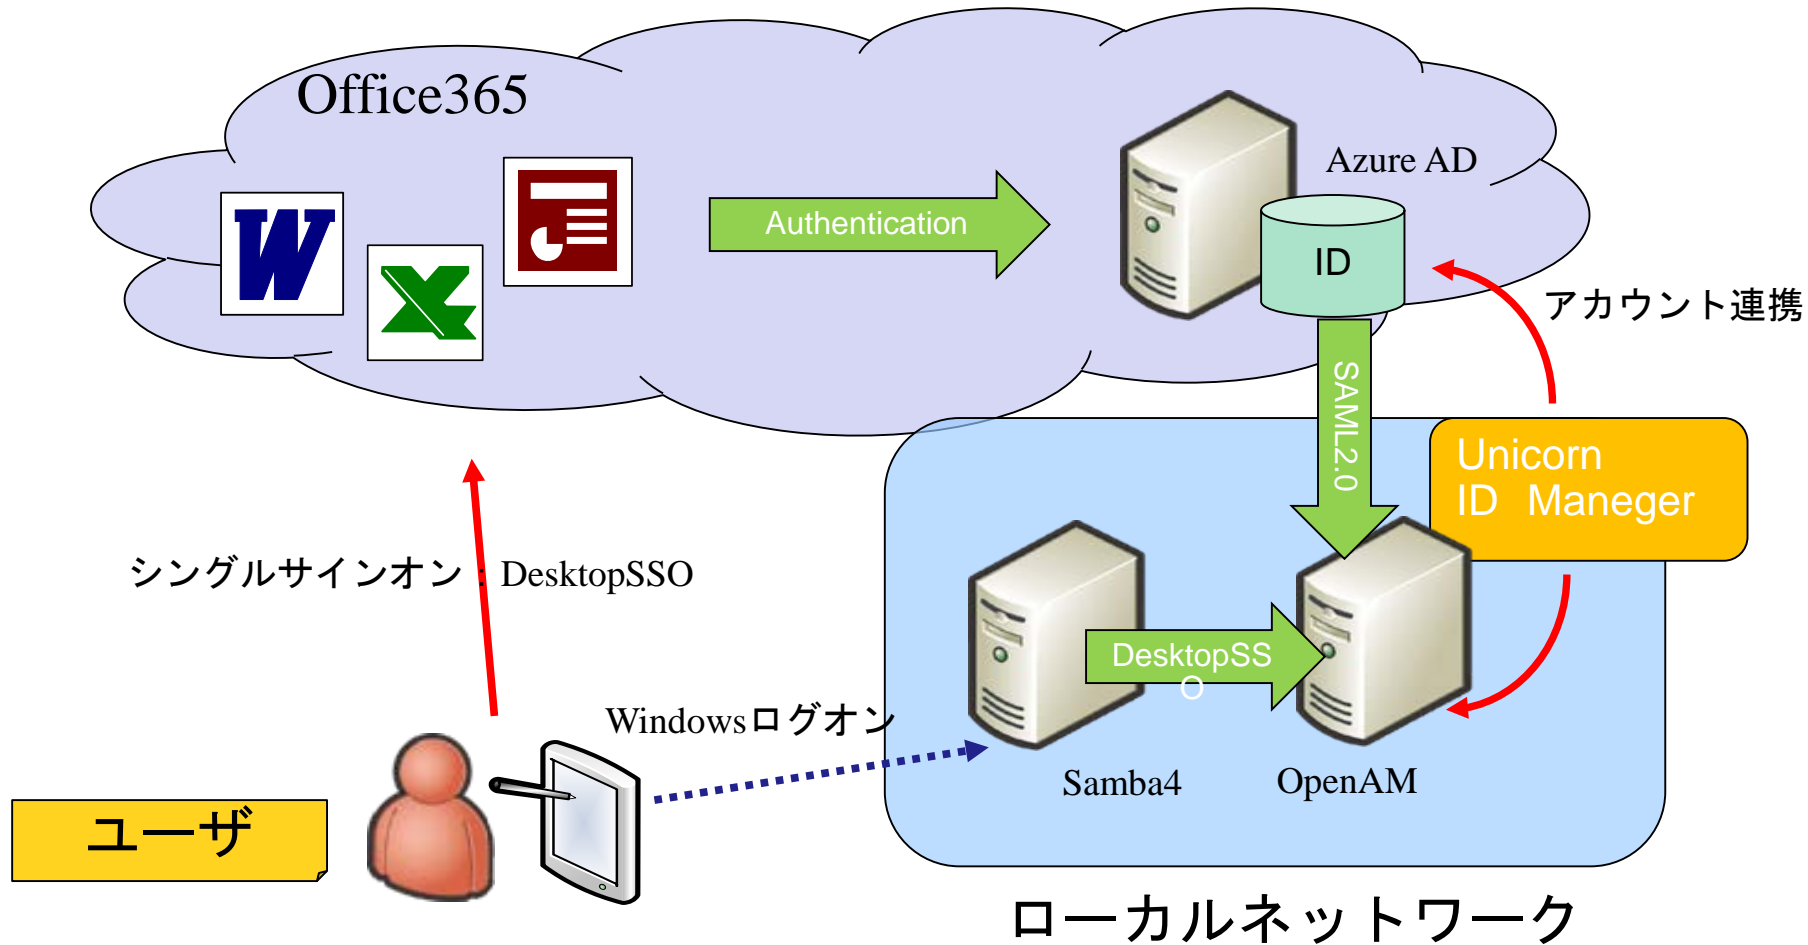 Office365
Azure AD
Authentication
ID
アカウント連携
SAML2.0
Unicorn
ID Maneger
シングルサインオン：DesktopSSO
DesktopSS
O
Windowsログオン
Samba4
OpenAM
ユーザ
ローカルネットワーク